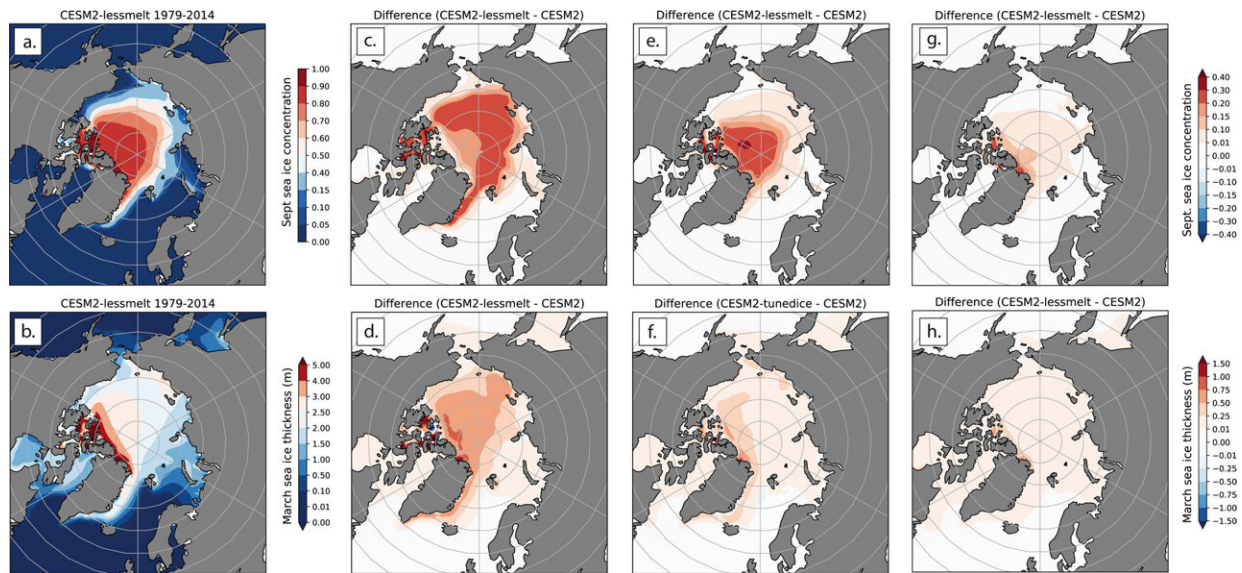 CESM2-lessmelt 1979-2014
Difference (CESM2-lessmelt - CESM2)
Difference (CESM2-lessmelt - CESM2)
Difference (CESM2-lessmelt - CESM2)
a.
c.
e.
g.
Sept sea ice concentration
1.00
0.90
0.80
0.70
0.60
0.50
0.40
0.15
0.10
0.05
0.00
Sept. sea ice concentration
0.40
0.30
0.20
0.15
0.10
0.01
0.00
−0.01
−0.05
−0.15
−0.20
−0.30
−0.40
CESM2-lessmelt 1979-2014
Difference (CESM2-lessmelt - CESM2)
Difference (CESM2-tunedice - CESM2)
Difference (CESM2-lessmelt - CESM2)
b.
d.
f.
h.
March sea ice thickness (m)
5.00
4.00
3.00
2.50
2.00
1.50
1.00
0.50
0.10
0.01
0.00
March sea ice thickness (m)
1.50
1.00
0.75
0.50
0.25
0.01
0.00
−0.01
−0.25
−0.50
−0.75
−1.00
−1.50